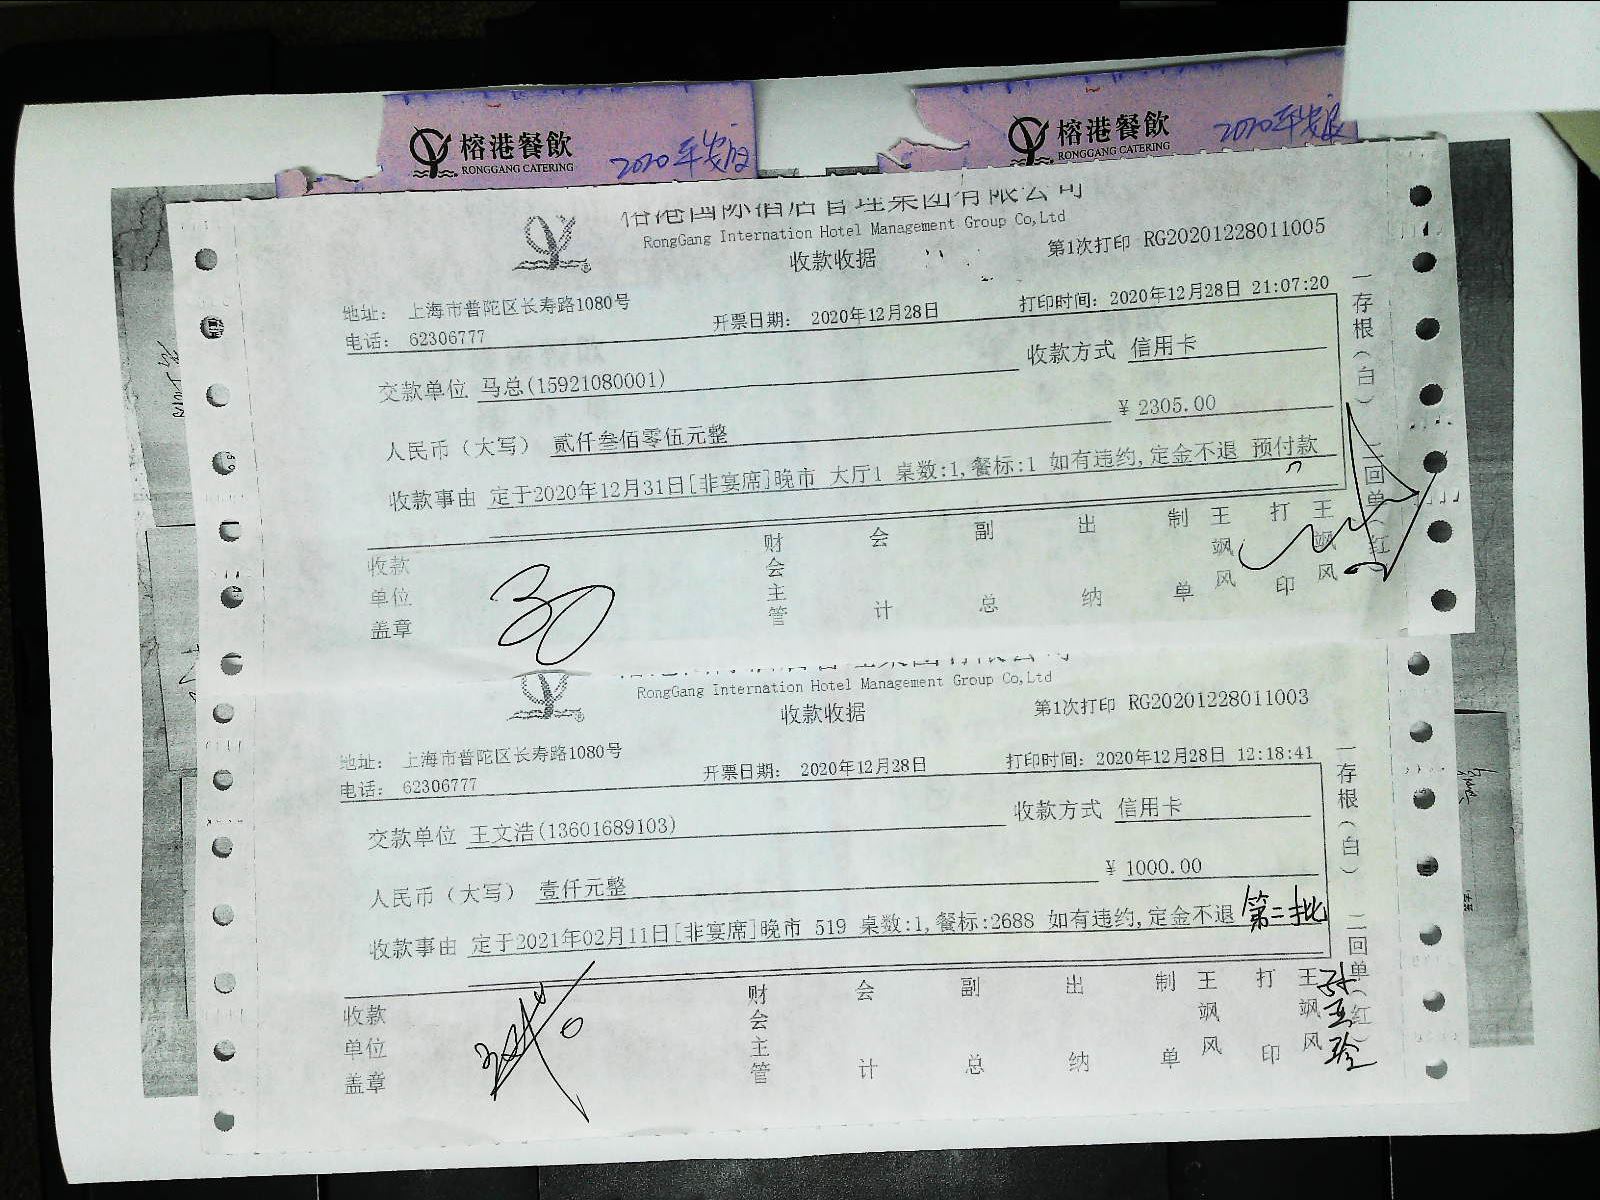 榕港餐飲
RONGGANG CATERING
2020年
榕港餐飲
RONGGANG CATERING
2020年
榕港国际酒店管理集团有限公司
RongGang Internation Hotel Management Group Co,Ltd
收款收据
第1次打印 RG20201228011005
地址: 上海市普陀区长寿路1080号
电话: 62306777
开票日期: 2020年12月28日
打印时间: 2020年12月28日 21:07:20
交款单位 马总(15921080001)
收款方式 信用卡
人民币（大写） 贰仟叁佰零伍元整
¥ 2305.00
收款事由 定于2020年12月31日[非宴席]晚市 大厅1 桌数:1,餐标:1 如有违约,定金不退 预付款
收款单位盖章
财会主管
会计
副总
出纳
制单
王飒风
打印
王飒风
一存根(白) 二回单(红)
30
RongGang Internation Hotel Management Group Co,Ltd
收款收据
第1次打印 RG20201228011003
地址: 上海市普陀区长寿路1080号
电话: 62306777
开票日期: 2020年12月28日
打印时间: 2020年12月28日 12:18:41
交款单位 王文浩(13601689103)
收款方式 信用卡
人民币（大写） 壹仟元整
¥ 1000.00
收款事由 定于2021年02月11日[非宴席]晚市 519 桌数:1,餐标:2688 如有违约,定金不退 第二批
收款单位盖章
财会主管
会计
副总
出纳
制单
王飒风
打印
王飒风
一存根(白) 二回单(红)